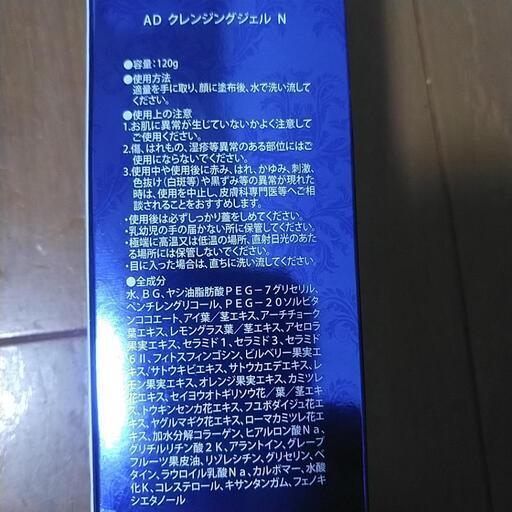 AD クレンジングジェル N
●容量:120g
●使用方法
適量を手に取り、顔に塗布後、水で洗い流して
ください。
●使用上の注意
1.お肌に異常が生じていないかよく注意して
ご使用ください。
2.傷、はれもの、湿疹等異常のある部位にはご
使用にならないでください。
3.使用中や使用後に赤み、はれ、かゆみ、刺激、
色抜け(白斑等)や黒ずみ等の異常が現れた
時は、使用を中止し、皮膚科専門医等へご相
談されることをおすすめします。
・使用後は必ずしっかり蓋をしめてください。
・乳幼児の手の届かない所に保管してください。
・極端に高温又は低温の場所、直射日光のあた
る場所には保管しないでください。
・目に入った場合は、直ちに洗い流してください。
●全成分
水、BG、ヤシ油脂肪酸PEG-7グリセリル、
ペンチレングリコール、PEG-20ソルビタ
ンココエート、アイ葉/茎エキス、アーチチョーク
葉エキス、レモングラス葉/茎エキス、アセロラ
果実エキス、セラミド1、セラミド3、セラミド
6Ⅱ、フィトスフィンゴシン、ビルベリー果実エ
キス、サトウキビエキス、サトウカエデエキス、レ
モン果実エキス、オレンジ果実エキス、カミツレ
花エキス、セイヨウオトギリソウ花/葉/茎エキ
ス、トウキンセンカ花エキス、フユボダイジュ花エ
キス、ヤグルマギク花エキス、ローマカミツレ花エ
キス、加水分解コラーゲン、ヒアルロン酸Na、
グリチルリチン酸2K、アラントイン、グレープ
フルーツ果皮油、リゾレシチン、グリセリン、ベ
タイン、ラウロイル乳酸Na、カルボマー、水酸
化K、コレステロール、キサンタンガム、フェノキ
シエタノール